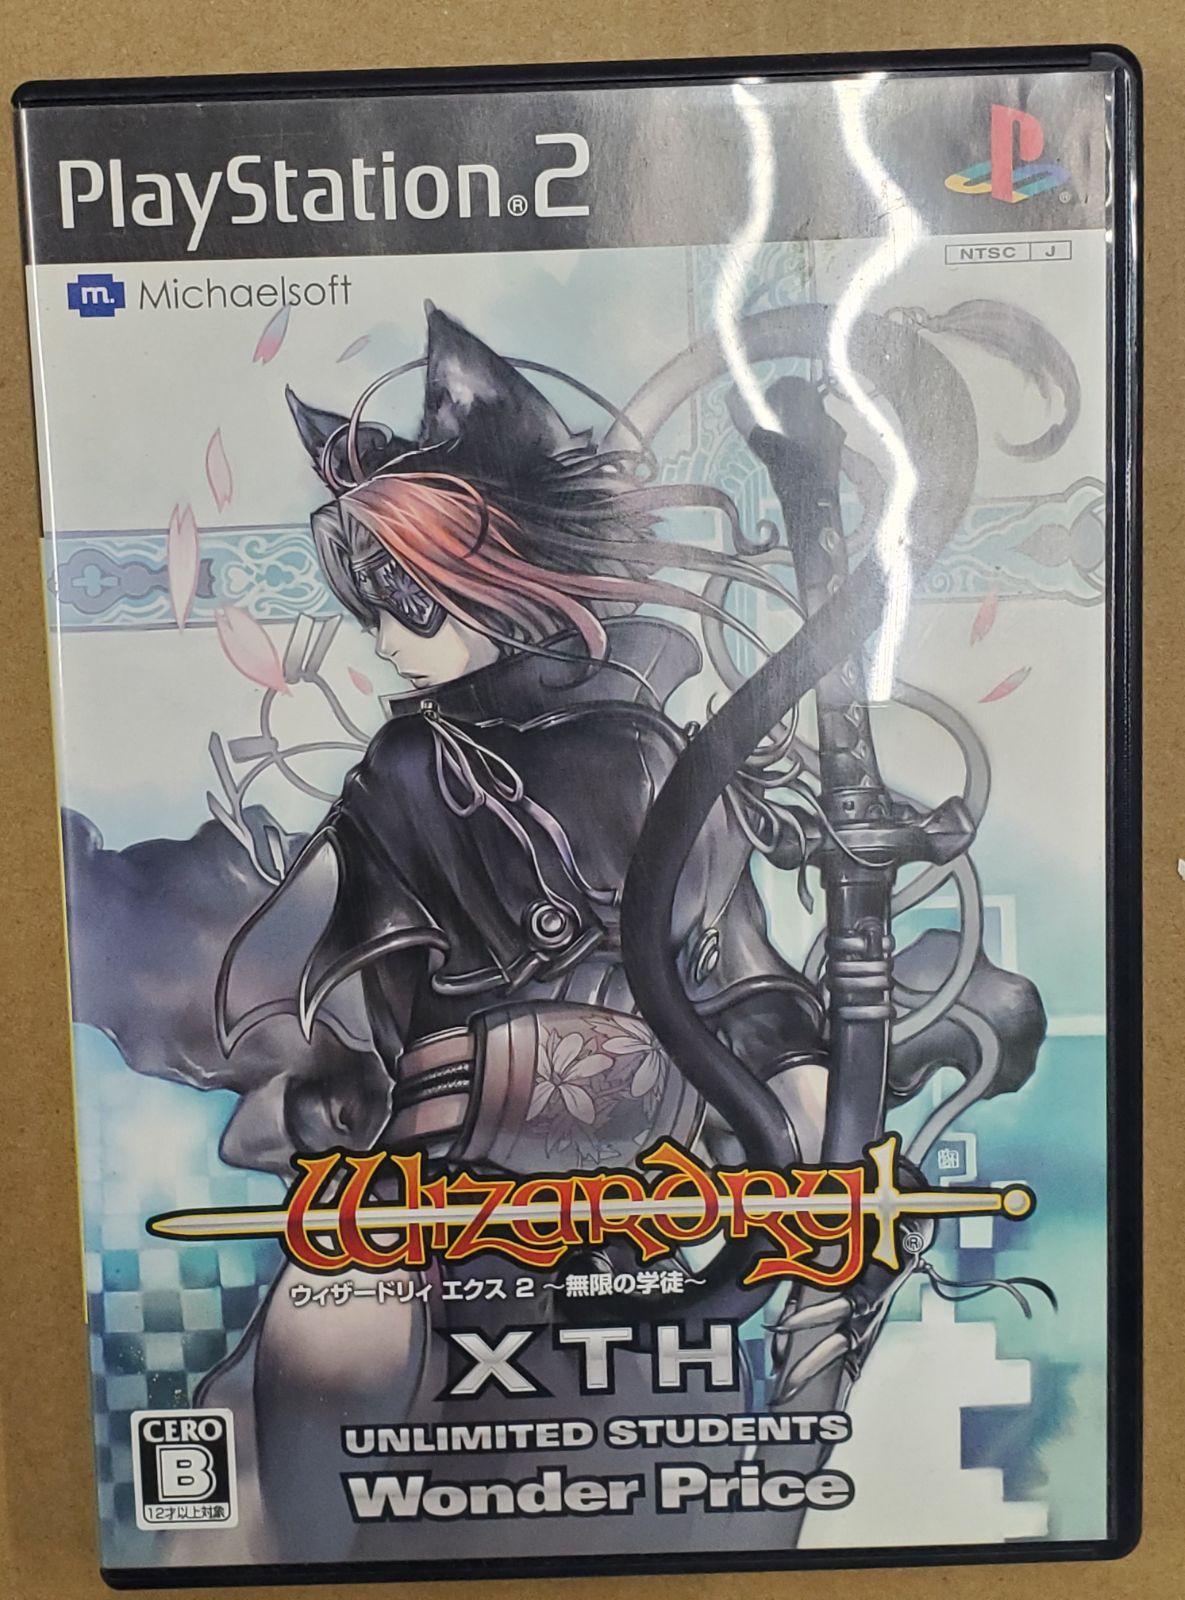 PlayStation®2
NTSC J
m. Michaelsoft
Wizardry®
ウィザードリィ エクス 2 ~無限の学徒~
XTH
UNLIMITED STUDENTS
Wonder Price
CERO
B
12才以上対象